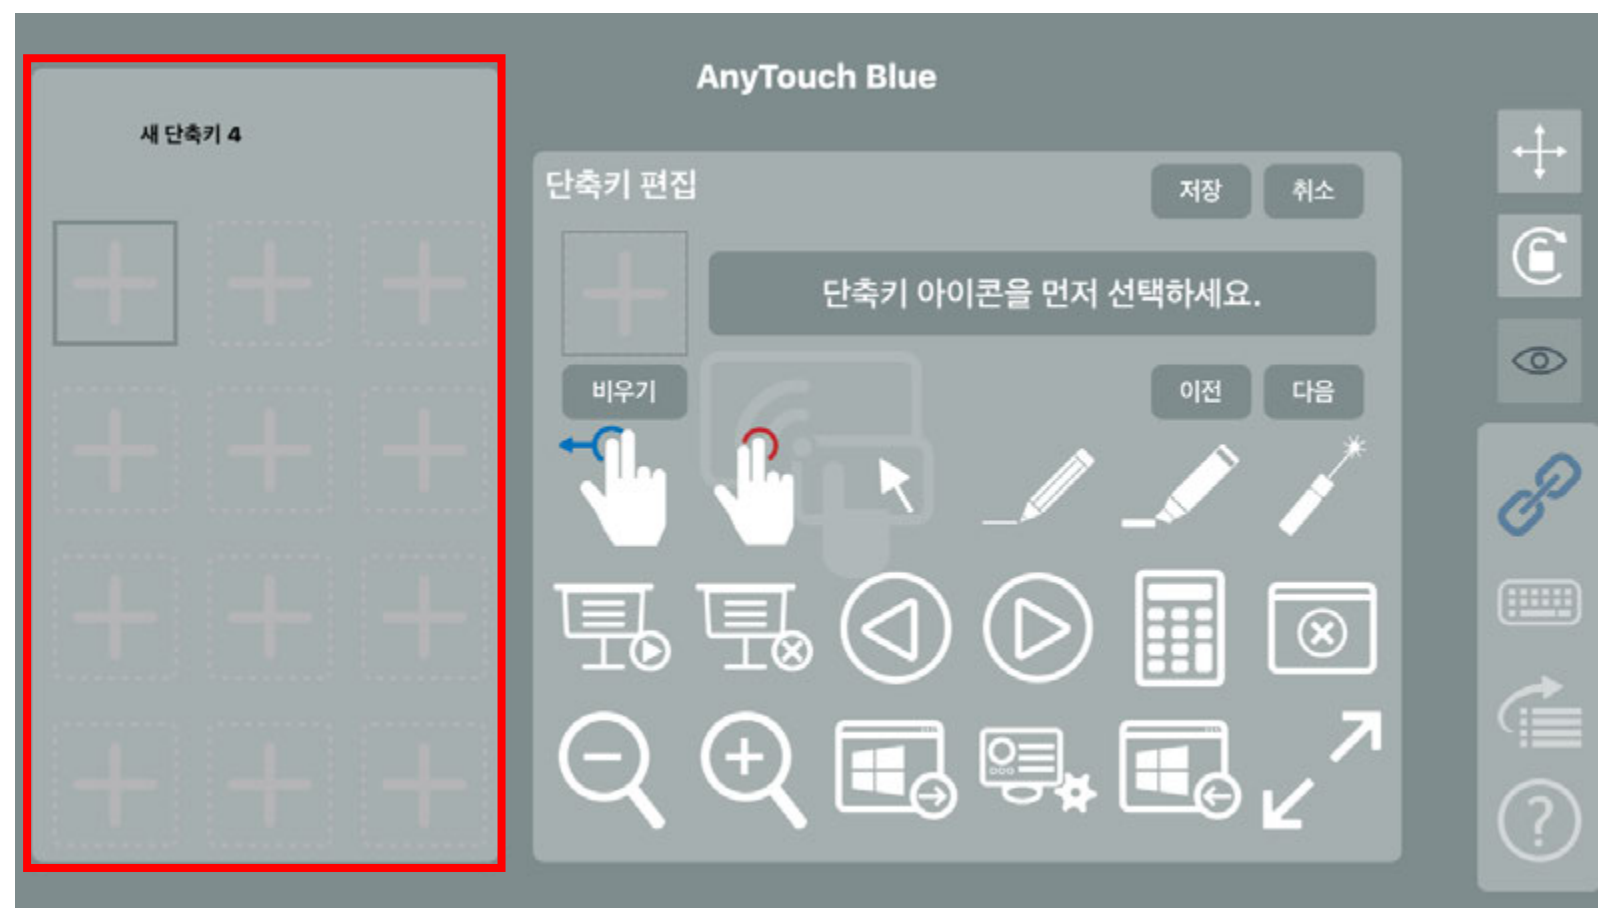 AnyTouch Blue
새 단축키 4
단축키 편집
저장
취소
단축키 아이콘을 먼저 선택하세요.
비우기
이전
다음